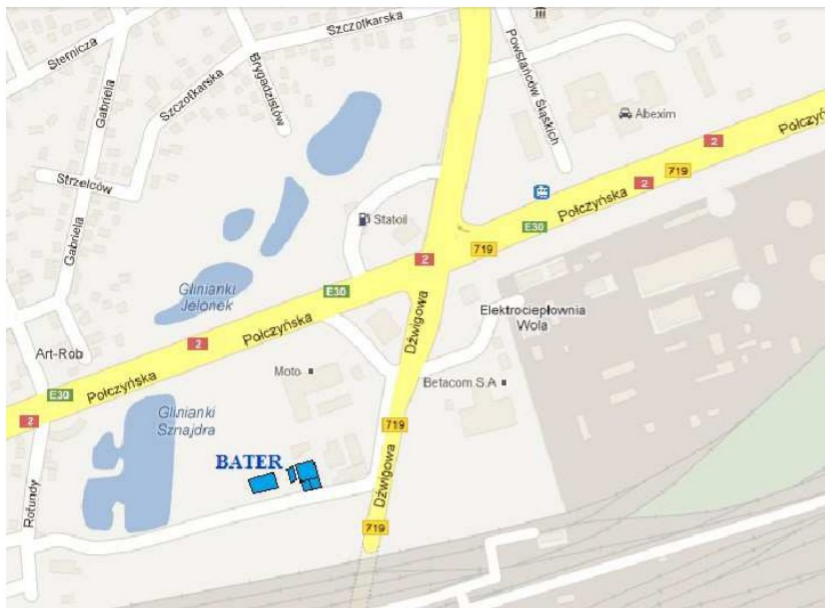 Szczotkarska
Sternicza
Brygadzistów
Gabriela
Szczotkarska
Powstańców Śląskich
Abexim
Połczyńska
2
719
2
Strzelców
Połczyńska
E30
Statoil
719
2
Gabriela
Glinianki
Jelonek
E30
Elektrociepłownia
Wola
Połczyńska
Dźwigowa
2
Art-Rob
Moto
Betacom S.A
Połczyńska
E30
2
Glinianki
Sznajdra
719
BATER
Dźwigowa
Rotundy
719